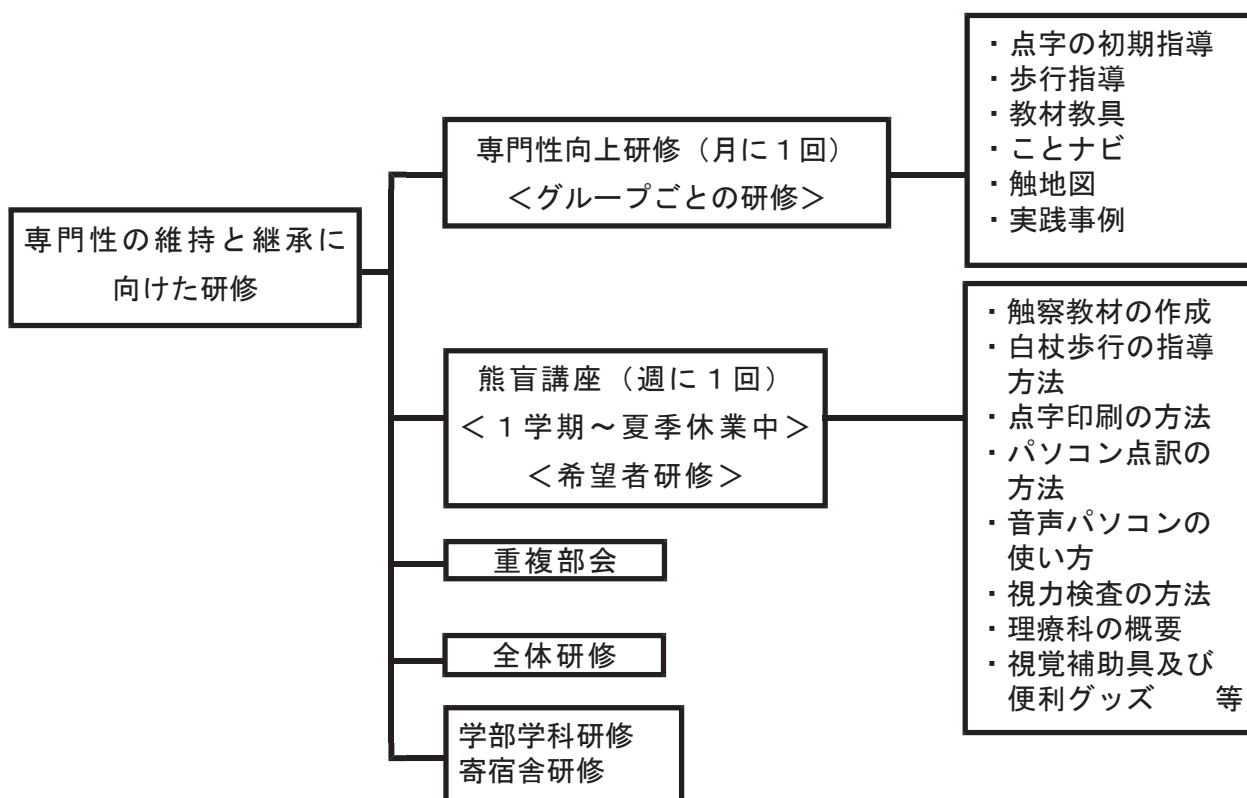 専門性の維持と継承に
向けた研修
専門性向上研修（月に１回）
＜グループごとの研修＞
・点字の初期指導
・歩行指導
・教材教具
・ことナビ
・触地図
・実践事例
熊盲講座（週に１回）
＜１学期～夏季休業中＞
＜希望者研修＞
・触察教材の作成
・白杖歩行の指導
方法
・点字印刷の方法
・パソコン点訳の
方法
・音声パソコンの
使い方
・視力検査の方法
・理療科の概要
・視覚補助具及び
便利グッズ　　等
重複部会
全体研修
学部学科研修
寄宿舎研修